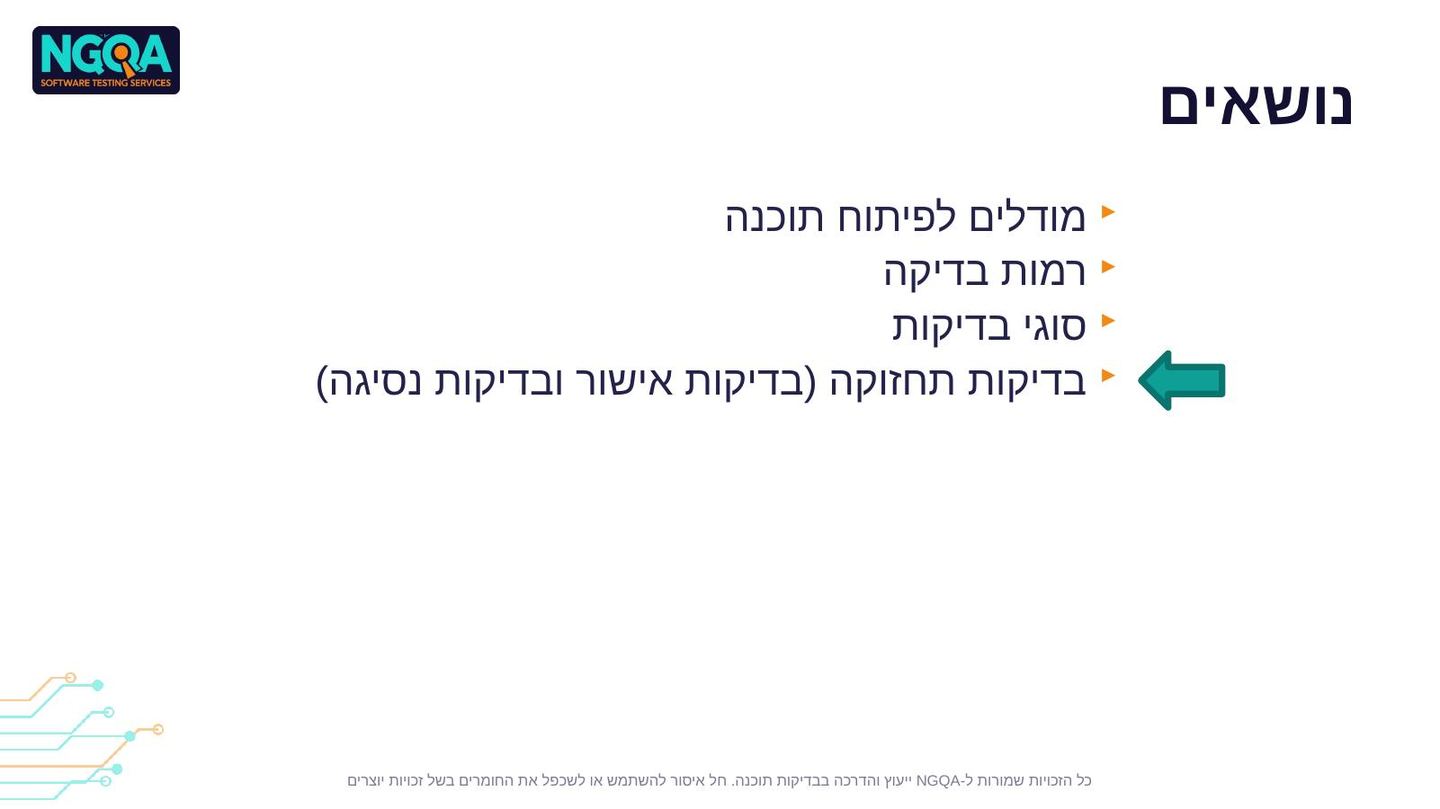 NGQA
SOFTWARE TESTING SERVICES
נושאים
מודלים לפיתוח תוכנה
רמות בדיקה
סוגי בדיקות
בדיקות תחזוקה (בדיקות אישור ובדיקות נסיגה)
כל הזכויות שמורות ל-NGQA ייעוץ והדרכה בבדיקות תוכנה. חל איסור להשתמש או לשכפל את החומרים בשל זכויות יוצרים